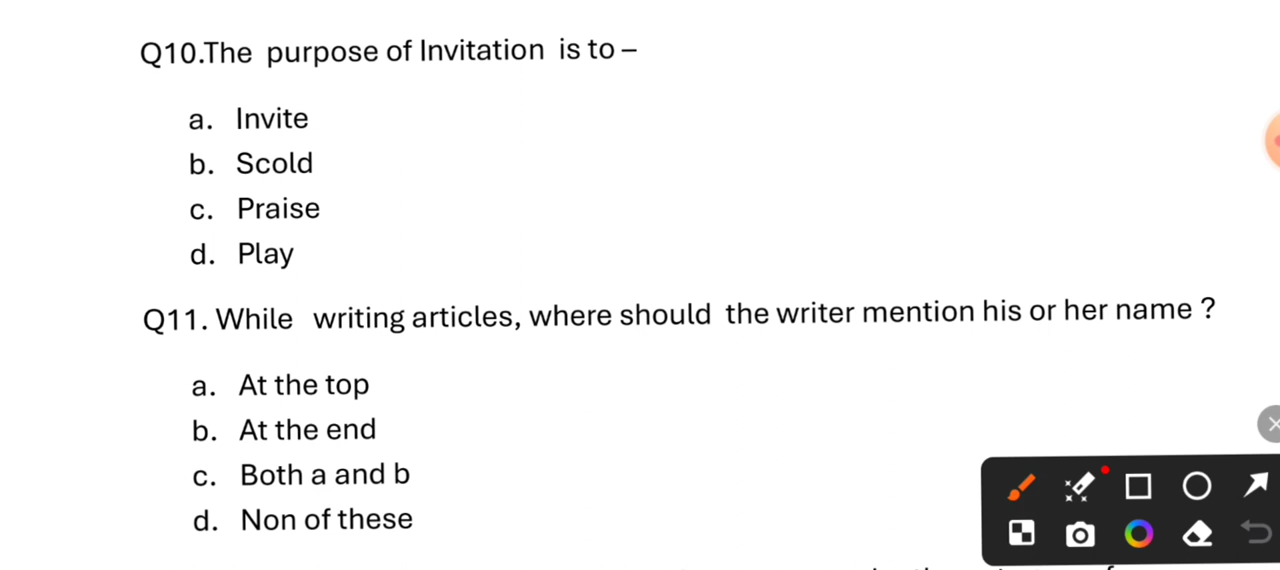 Q10.The purpose of Invitation is to –
a. Invite
b. Scold
c. Praise
d. Play
Q11. While writing articles, where should the writer mention his or her name ?
a. At the top
b. At the end
c. Both a and b
d. Non of these